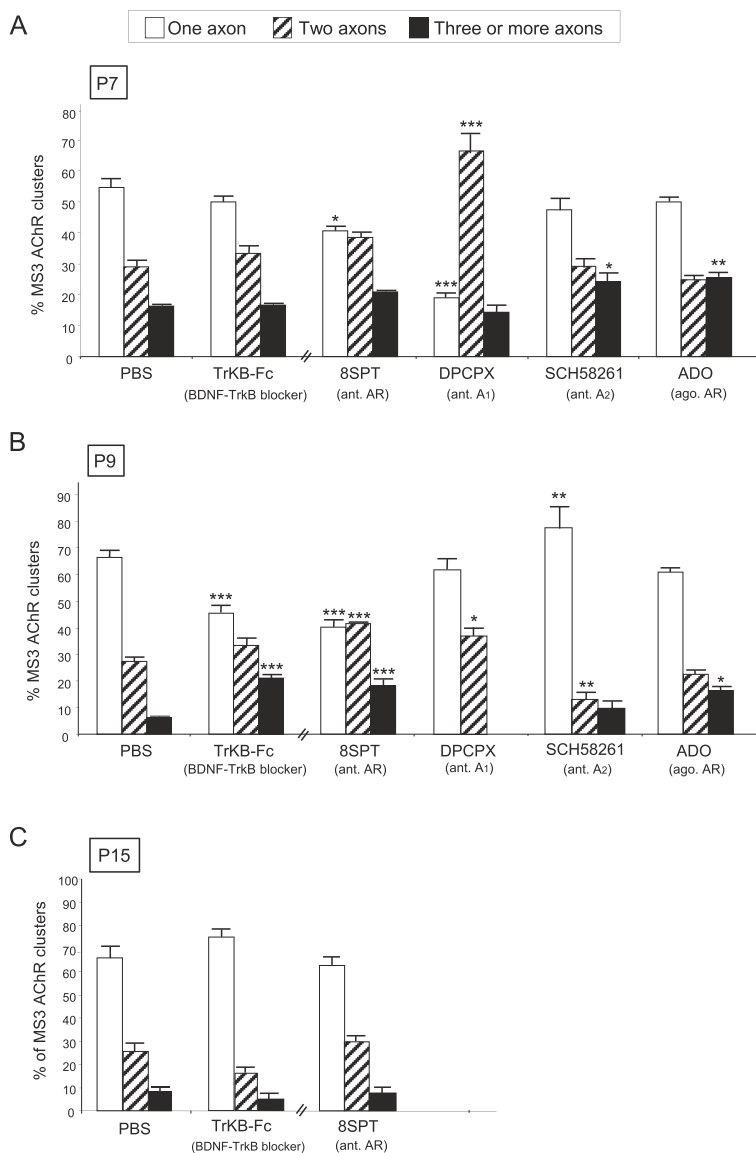 A
One axon Two axons Three or more axons
P7
% MS3 AChR clusters
80
70
60
50
40
30
20
10
0
*
***
***
*
**
PBS TrKB-Fc 8SPT DPCPX SCH58261 ADO
(BDNF-TrkB blocker) (ant. AR) (ant. A1) (ant. A2) (ago. AR)
B
P9
% MS3 AChR clusters
90
80
70
60
50
40
30
20
10
0
***
***
*** ***
***
*
**
**
*
PBS TrKB-Fc 8SPT DPCPX SCH58261 ADO
(BDNF-TrkB blocker) (ant. AR) (ant. A1) (ant. A2) (ago. AR)
C
P15
% of MS3 AChR clusters
100
90
80
70
60
50
40
30
20
10
0
PBS TrKB-Fc 8SPT
(BDNF-TrkB blocker) (ant. AR)